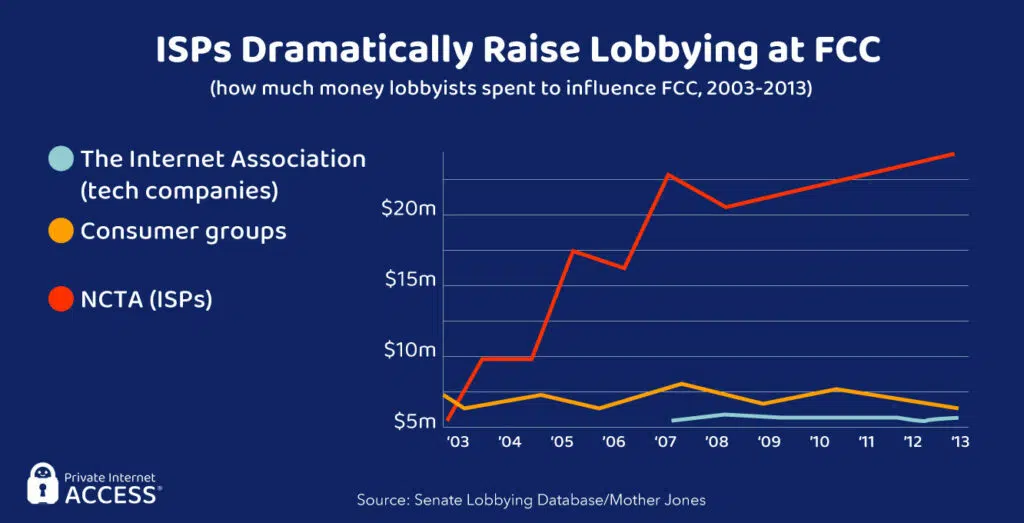 ISPs Dramatically Raise Lobbying at FCC
(how much money lobbyists spent to influence FCC, 2003-2013)
The Internet Association
(tech companies)
Consumer groups
NCTA (ISPs)
$20m
$15m
$10m
$5m
'03 '04 '05 '06 '07 '08 '09 '10 '11 '12 '13
Private Internet
ACCESS®
Source: Senate Lobbying Database/Mother Jones